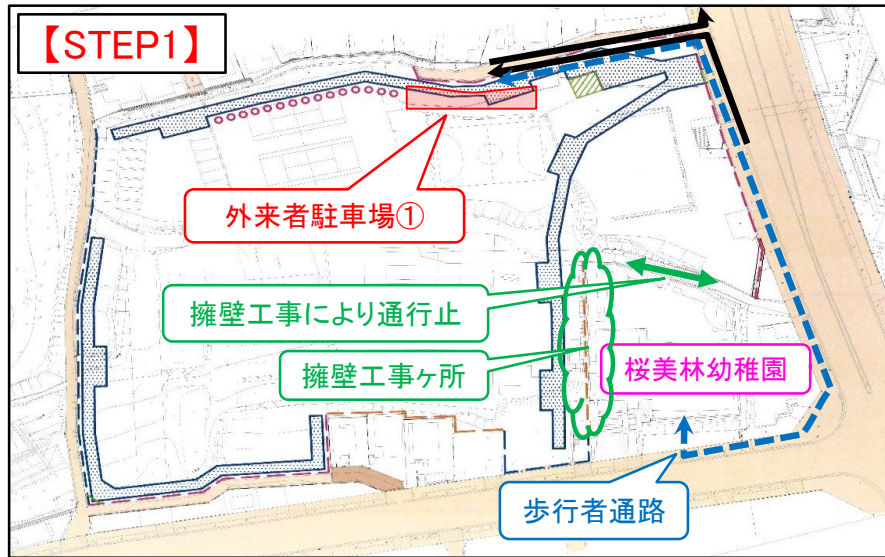 【STEP1】
外来者駐車場①
擁壁工事により通行止
擁壁工事ヶ所
桜美林幼稚園
歩行者通路